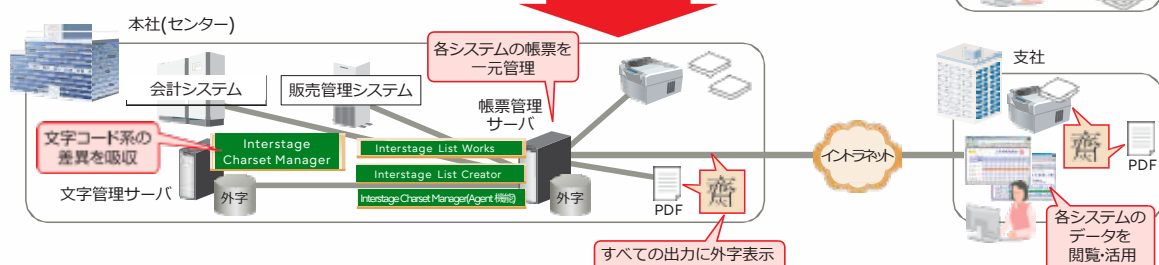 本社(センター)
会計システム
販売管理システム
各システムの帳票を
一元管理
帳票管理
サーバ
文字コード系の
差異を吸収
Interstage
Charset Manager
Interstage List Works
Interstage List Creator
Interstage Charset Manager(Agent 機能)
文字管理サーバ
外字
外字
PDF
齋
すべての出力に外字表示
イントラネット
支社
齋
PDF
各システムの
データを
閲覧・活用